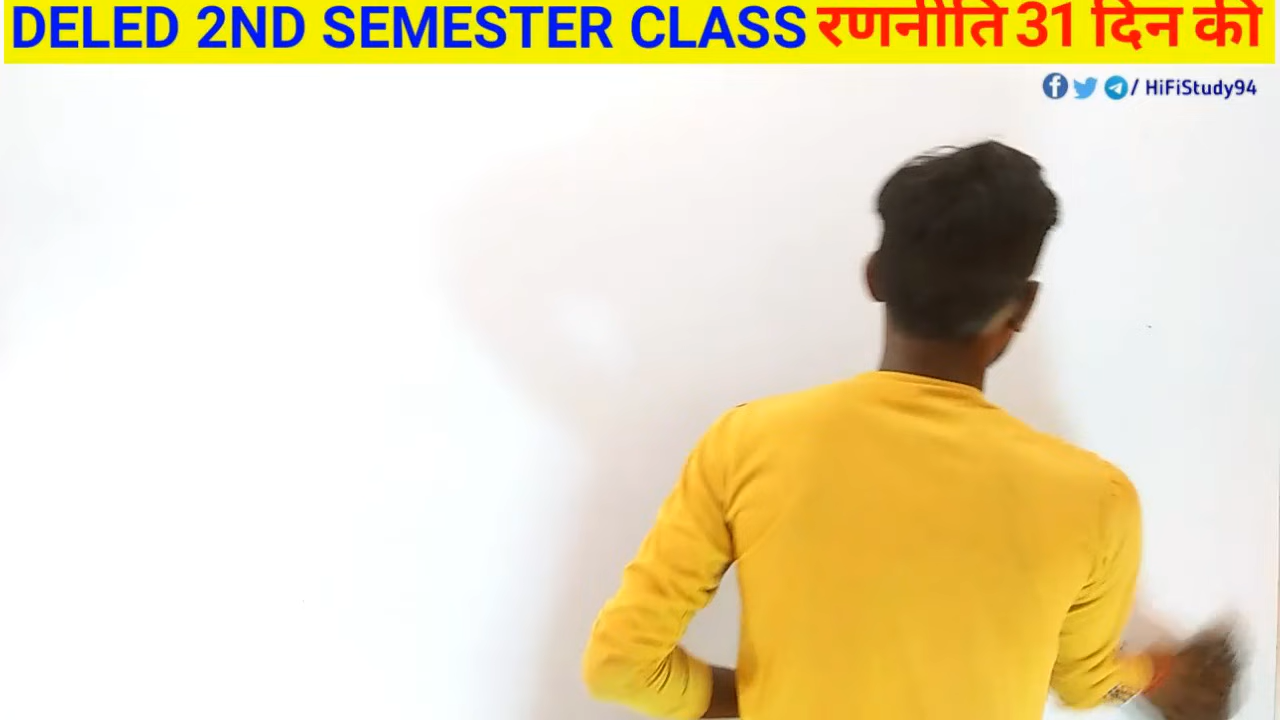 DELED 2ND SEMESTER CLASS रणनीति 31 दिन की
/ HiFiStudy94